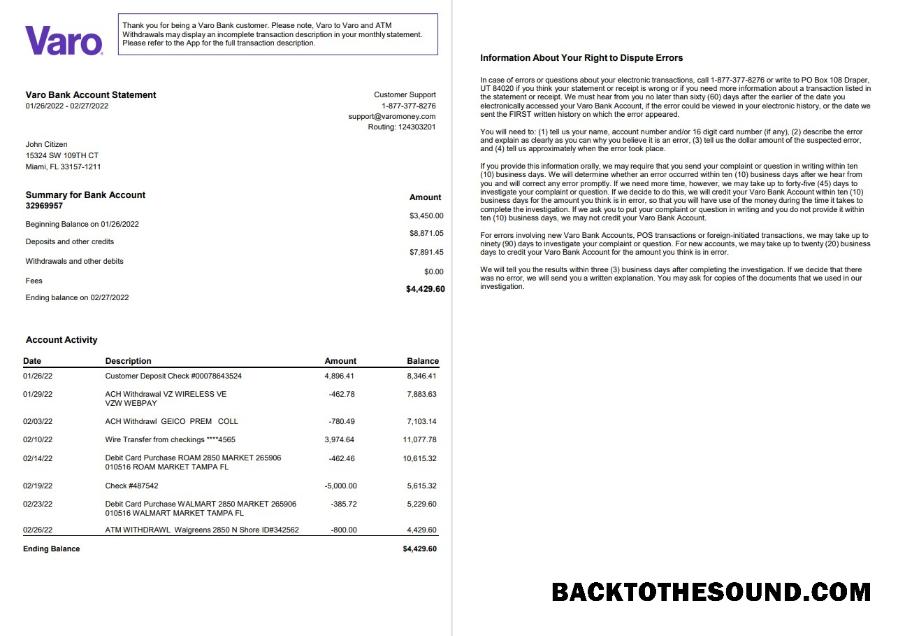 Varo
Thank you for being a Varo Bank customer. Please note, Varo to Varo and ATM
Withdrawals may display an incomplete transaction description in your monthly statement.
Please refer to the App for the full transaction description.
Varo Bank Account Statement
01/26/2022 - 02/27/2022
Customer Support
1-877-377-8276
support@varomoney.com
Routing: 124303201
John Citizen
15324 SW 109TH CT
Miami, FL 33157-1211
Summary for Bank Account
32969957
Amount
Beginning Balance on 01/26/2022 $3,450.00
Deposits and other credits $8,871.05
Withdrawals and other debits $7,891.45
Fees $0.00
Ending balance on 02/27/2022 $4,429.60
Account Activity
Date Description Amount Balance
01/26/22 Customer Deposit Check #00078643524 4,896.41 8,346.41
01/29/22 ACH Withdrawal VZ WIRELESS VE -462.78 7,883.63
VZW WEBPAY
02/03/22 ACH Withdrawl GEICO PREM COLL -780.49 7,103.14
02/10/22 Wire Transfer from checkings ****4565 3,974.64 11,077.78
02/14/22 Debit Card Purchase ROAM 2850 MARKET 265906 -462.46 10,615.32
010516 ROAM MARKET TAMPA FL
02/19/22 Check #487542 -5,000.00 5,615.32
02/23/22 Debit Card Purchase WALMART 2850 MARKET 265906 -385.72 5,229.60
010516 WALMART MARKET TAMPA FL
02/26/22 ATM WITHDRAWL Walgreens 2850 N Shore ID#342562 -800.00 4,429.60
Ending Balance $4,429.60
Information About Your Right to Dispute Errors
In case of errors or questions about your electronic transactions, call 1-877-377-8276 or write to PO Box 108 Draper,
UT 84020 if you think your statement or receipt is wrong or if you need more information about a transaction listed in
the statement or receipt. We must hear from you no later than sixty (60) days after the earlier of the date you
electronically accessed your Varo Bank Account, if the error could be viewed in your electronic history, or the date we
sent the FIRST written history on which the error appeared.
You will need to: (1) tell us your name, account number and/or 16 digit card number (if any), (2) describe the error
and explain as clearly as you can why you believe it is an error, (3) tell us the dollar amount of the suspected error,
and (4) tell us approximately when the error took place.
If you provide this information orally, we may require that you send your complaint or question in writing within ten
(10) business days. We will determine whether an error occurred within ten (10) business days after we hear from
you and will correct any error promptly. If we need more time, however, we may take up to forty-five (45) days to
investigate your complaint or question. If we decide to do this, we will credit your Varo Bank Account within ten (10)
business days for the amount you think is in error, so that you will have use of the money during the time it takes to
complete the investigation. If we ask you to put your complaint or question in writing and you do not provide it within
ten (10) business days, we may not credit your Varo Bank Account.
For errors involving new Varo Bank Accounts, POS transactions or foreign-initiated transactions, we may take up to
ninety (90) days to investigate your complaint or question. For new accounts, we may take up to twenty (20) business
days to credit your Varo Bank Account for the amount you think is in error.
We will tell you the results within three (3) business days after completing the investigation. If we decide that there
was no error, we will send you a written explanation. You may ask for copies of the documents that we used in our
investigation.
BACKTOTHESOUND.COM